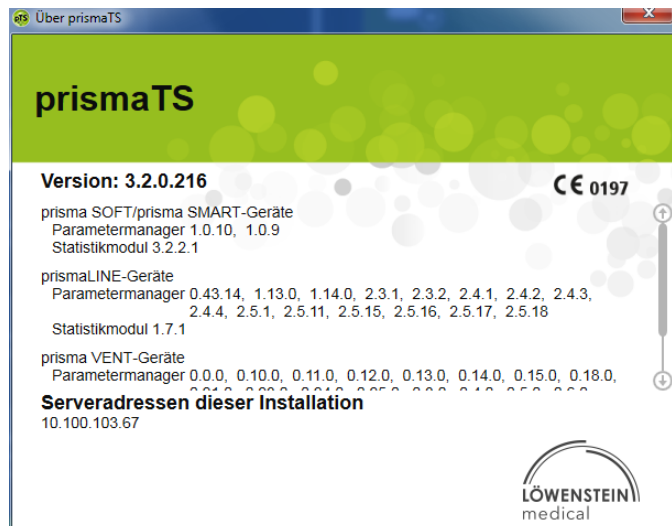 pTS Über prismaTS
prismaTS
Version: 3.2.0.216
CE 0197
prisma SOFT/prisma SMART-Geräte
Parametermanager 1.0.10, 1.0.9
Statistikmodul 3.2.2.1
prismaLINE-Geräte
Parametermanager 0.43.14, 1.13.0, 1.14.0, 2.3.1, 2.3.2, 2.4.1, 2.4.2, 2.4.3,
2.4.4, 2.5.1, 2.5.11, 2.5.15, 2.5.16, 2.5.17, 2.5.18
Statistikmodul 1.7.1
prisma VENT-Geräte
Parametermanager 0.0.0, 0.10.0, 0.11.0, 0.12.0, 0.13.0, 0.14.0, 0.15.0, 0.18.0,
Serveradressen dieser Installation
10.100.103.67
LÖWENSTEIN
medical